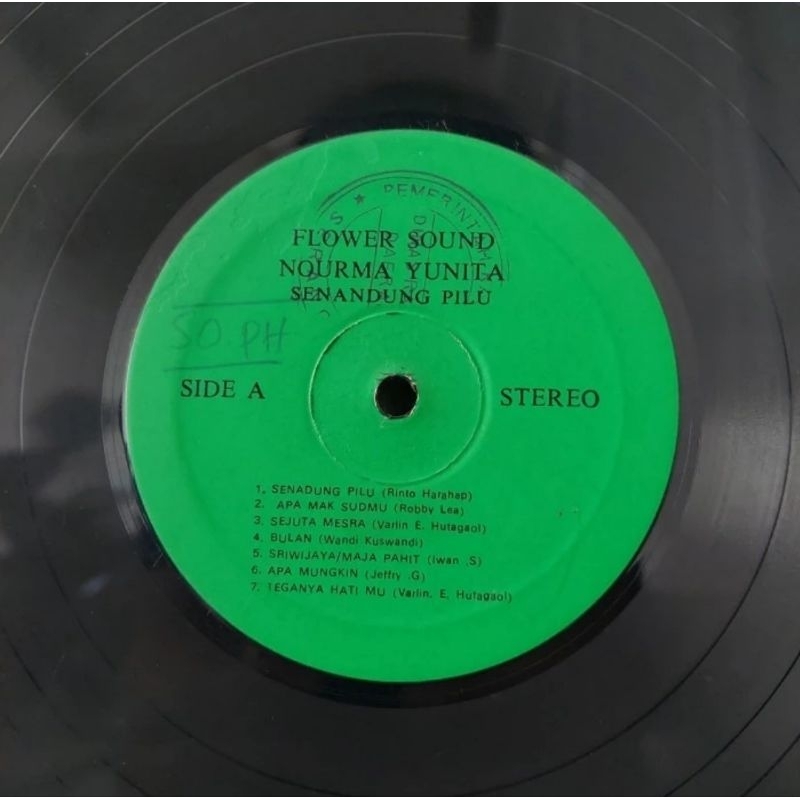 PEMERINTAH
FLOWER SOUND
NOURMA YUNITA
SENANDUNG PILU
SO.PH
SIDE A
STEREO
1. SENADUNG PILU (Rinto Harahap)
2. APA MAK SUDMU (Robby Lea)
3. SEJUTA MESRA (Varlin E. Hutagaol)
4. BULAN (Wandi Kuswandi)
5. SRIWIJAYA/MAJA PAHIT (Iwan .S)
6. APA MUNGKIN (Jeffry .G)
7. TEGANYA HATI MU (Varlin. E. Hutagaol)